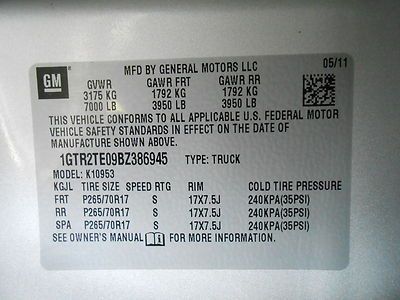 MFD BY GENERAL MOTORS LLC 05/11
GM
GVWR GAWR FRT GAWR RR
3175 KG 1792 KG 1792 KG
7000 LB 3950 LB 3950 LB
THIS VEHICLE CONFORMS TO ALL APPLICABLE U.S. FEDERAL MOTOR
VEHICLE SAFETY STANDARDS IN EFFECT ON THE DATE OF
MANUFACTURE SHOWN ABOVE.
1GTR2TE09BZ386945 TYPE: TRUCK
MODEL: K10953
KGJL TIRE SIZE SPEED RTG RIM COLD TIRE PRESSURE
FRT P265/70R17 S 17X7.5J 240KPA(35PSI)
RR P265/70R17 S 17X7.5J 240KPA(35PSI)
SPA P265/70R17 S 17X7.5J 240KPA(35PSI)
SEE OWNER'S MANUAL FOR MORE INFORMATION.